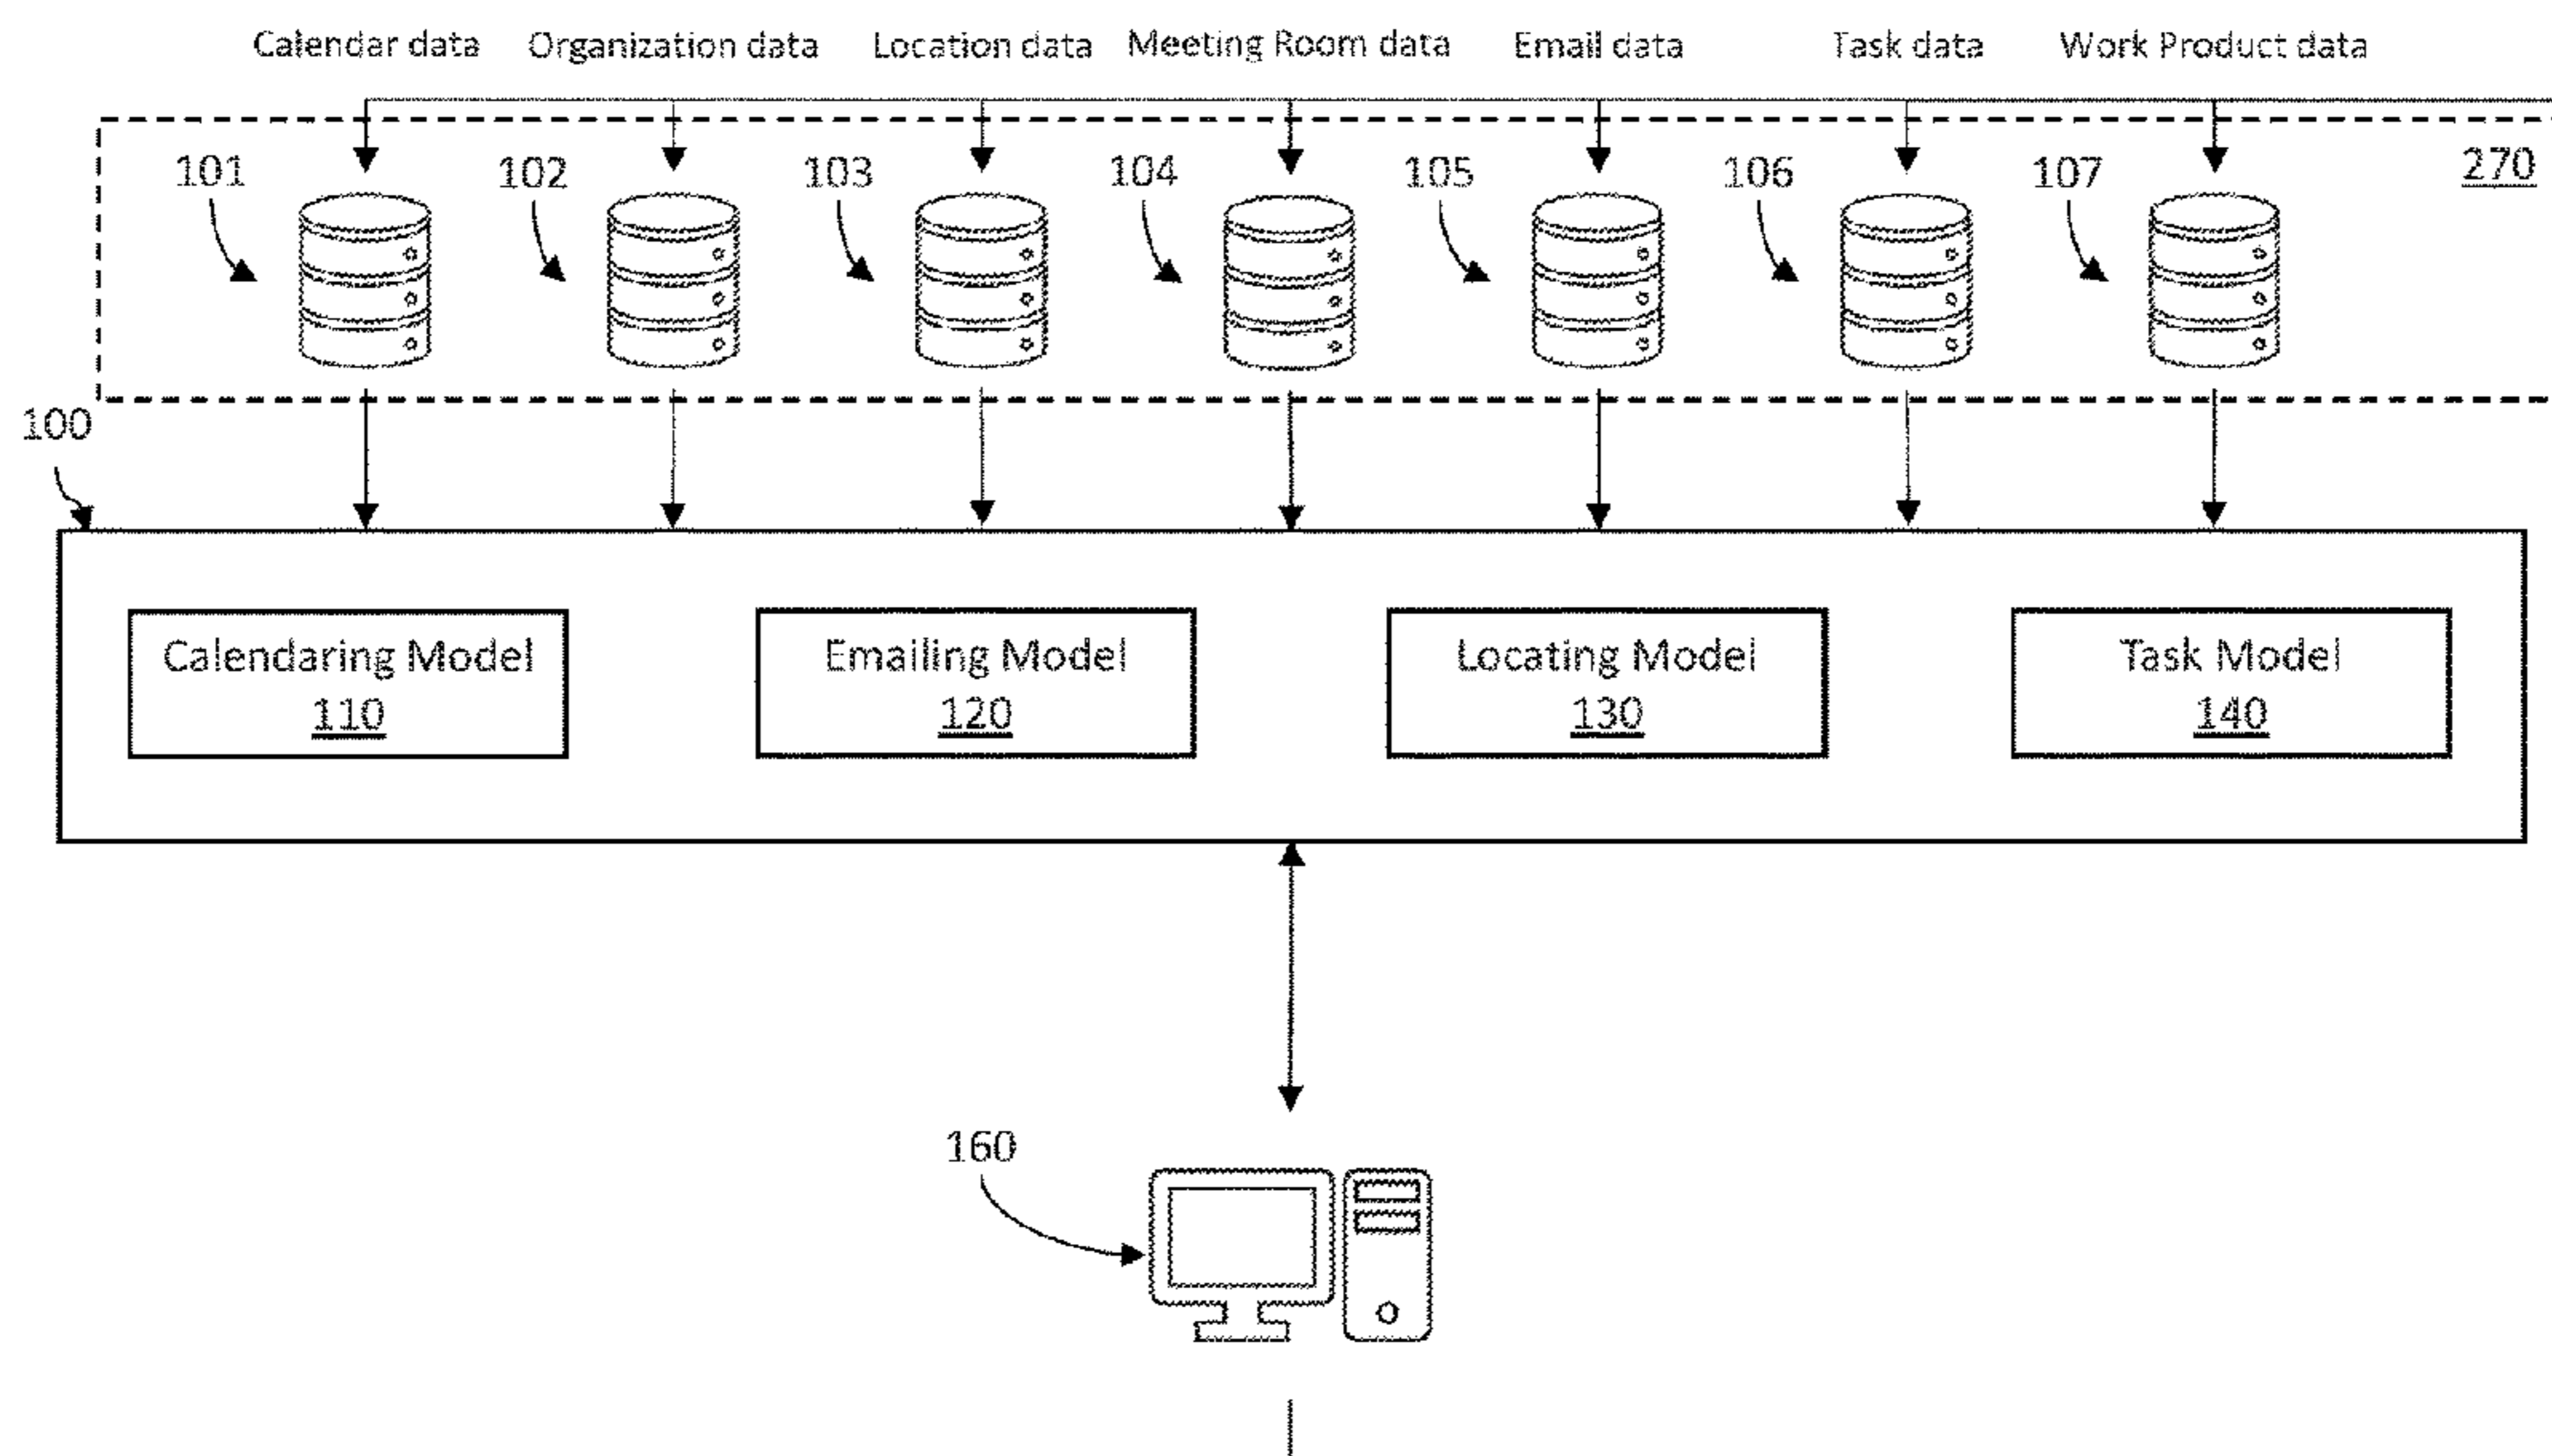 Calendar data Organization data Location data Meeting Room data Email data Task data Work Product data
101 102 103 104 105 106 107 270
100
Calendaring Model Emailing Model Locating Model Task Model
110 120 130 140
160